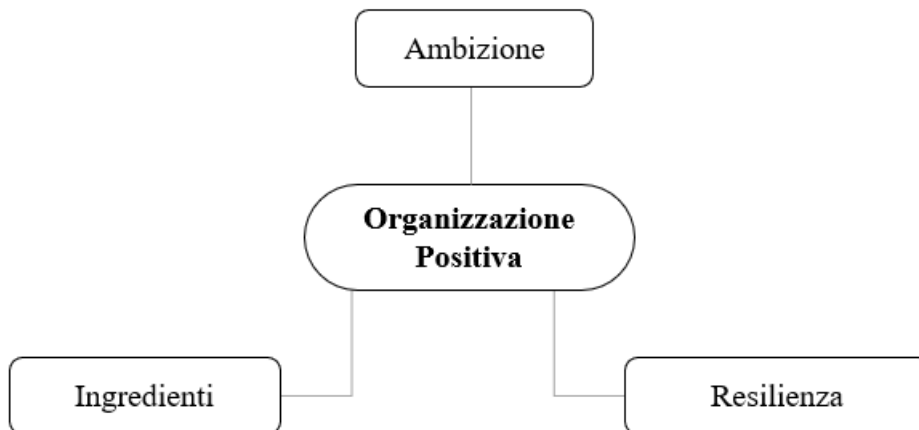 Ambizione
Organizzazione
Positiva
Ingredienti
Resilienza